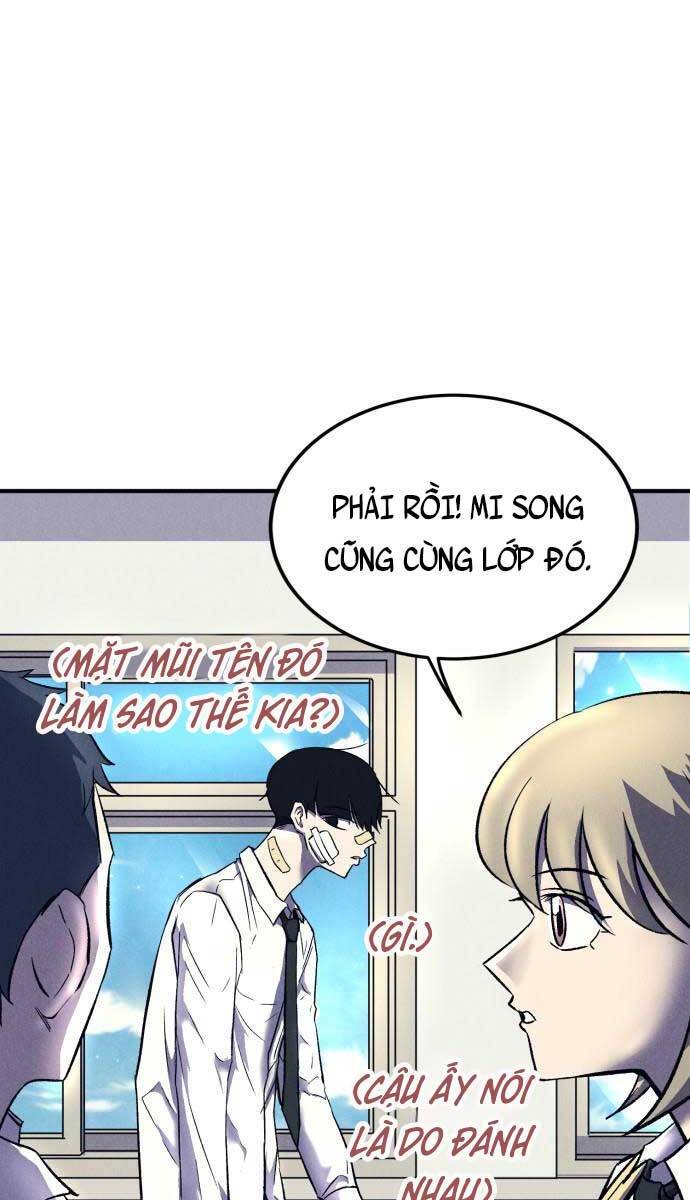 PHẢI RỒI! MI SONG
CŨNG CÙNG LỚP ĐÓ.
(MẶT MŨI TÊN ĐÓ
LÀM SAO THẾ KIA?)
(GÌ.)
(CẬU ẤY NÓI
LÀ DO ĐÁNH
NHAU)